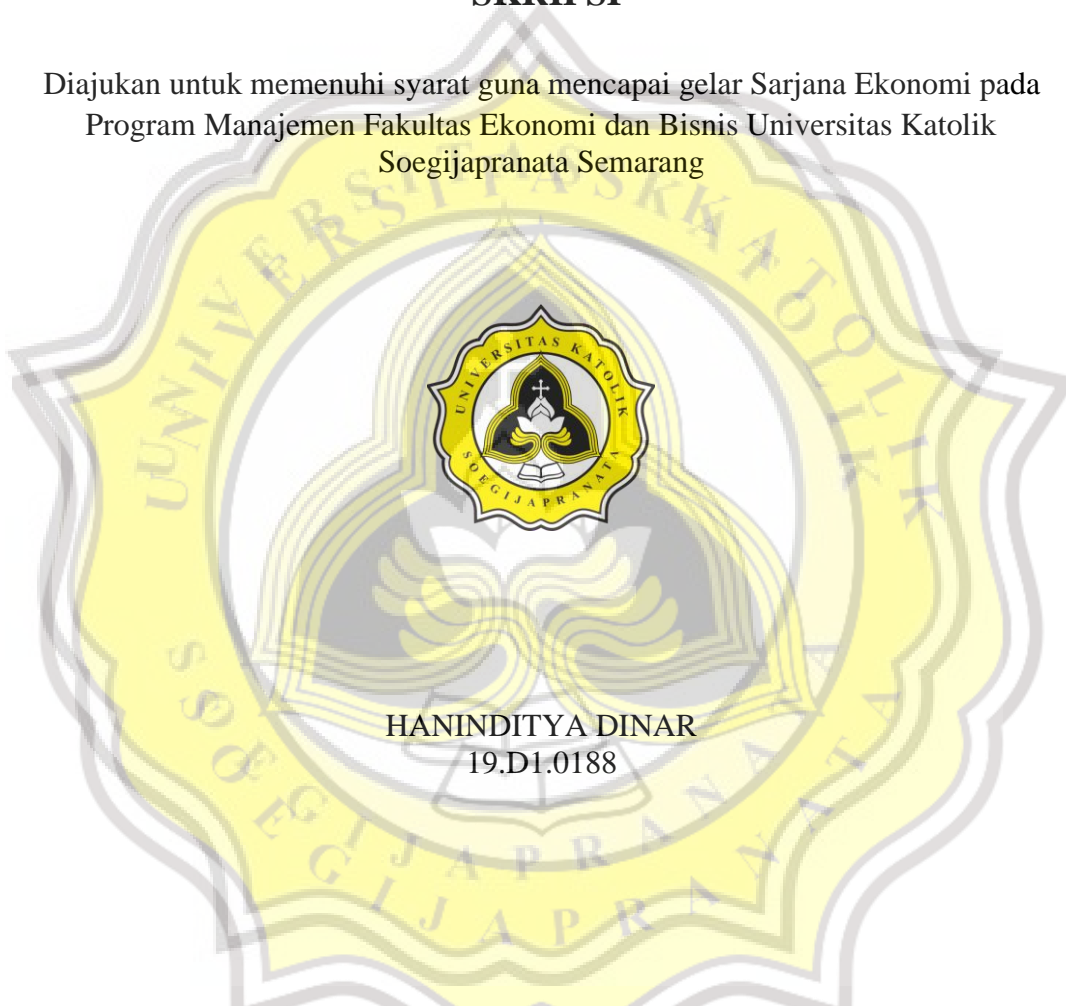 SKRIPSI
Diajukan untuk memenuhi syarat guna mencapai gelar Sarjana Ekonomi pada
Program Manajemen Fakultas Ekonomi dan Bisnis Universitas Katolik
Soegijapranata Semarang
UNIVERSITAS KATOLIK
SOEGIJAPRANATA
HANINDITYA DINAR
19.D1.0188